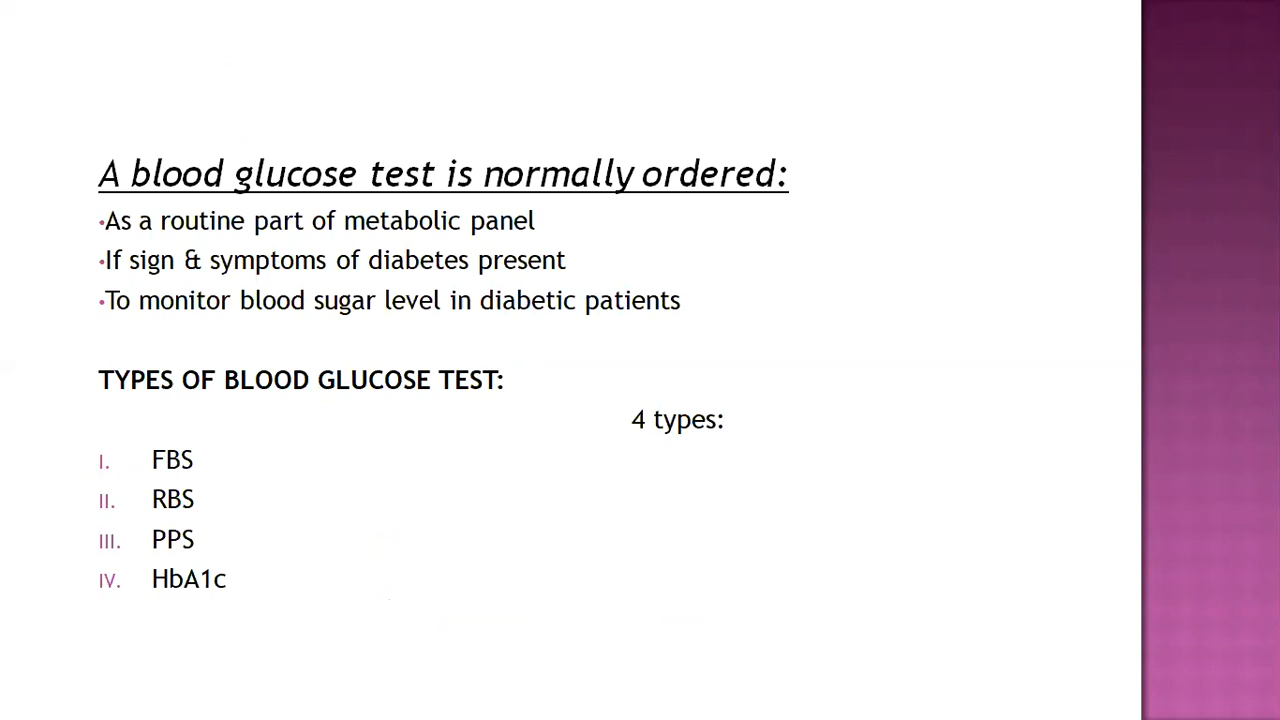 A blood glucose test is normally ordered:
•As a routine part of metabolic panel
•If sign & symptoms of diabetes present
•To monitor blood sugar level in diabetic patients
TYPES OF BLOOD GLUCOSE TEST:
4 types:
I. FBS
II. RBS
III. PPS
IV. HbA1c